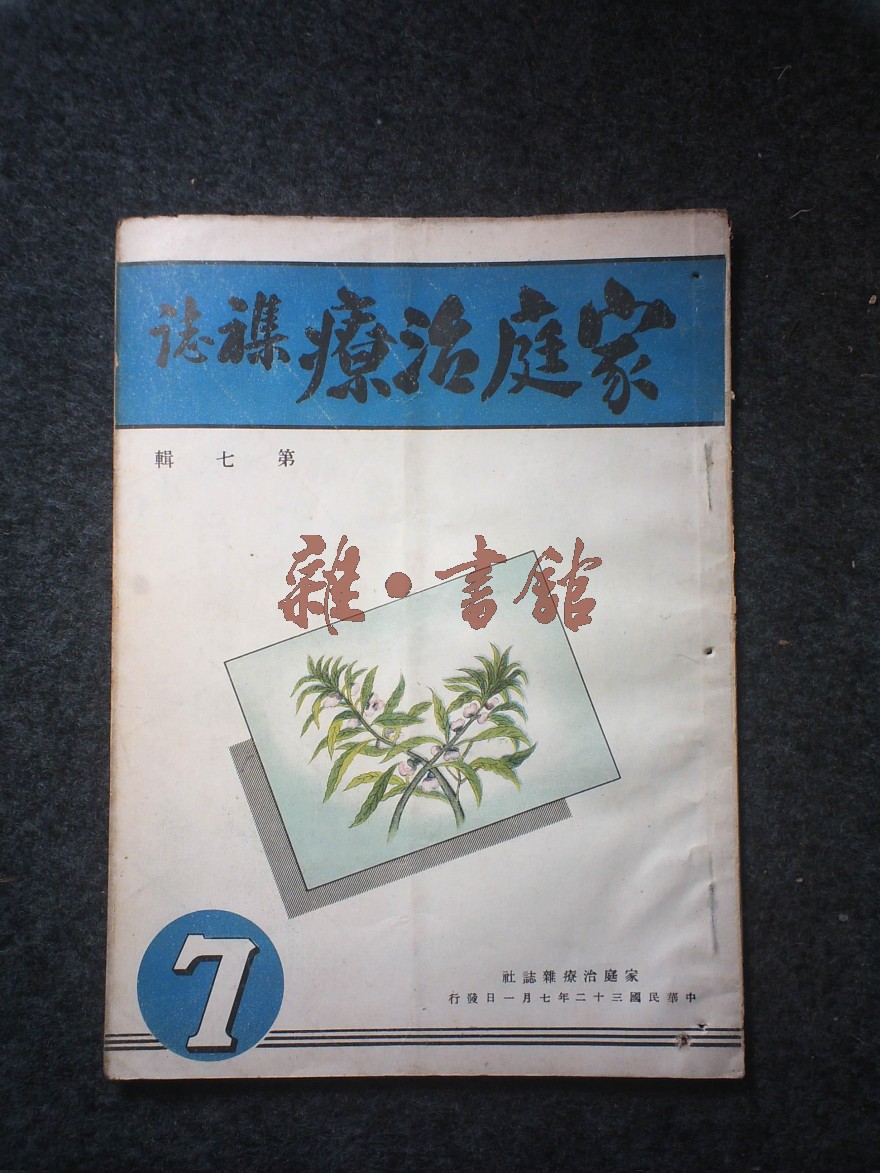 家庭治療雜誌
第七輯
雜·書館
7
家庭治療雜誌社
中華民國三十二年七月一日發行